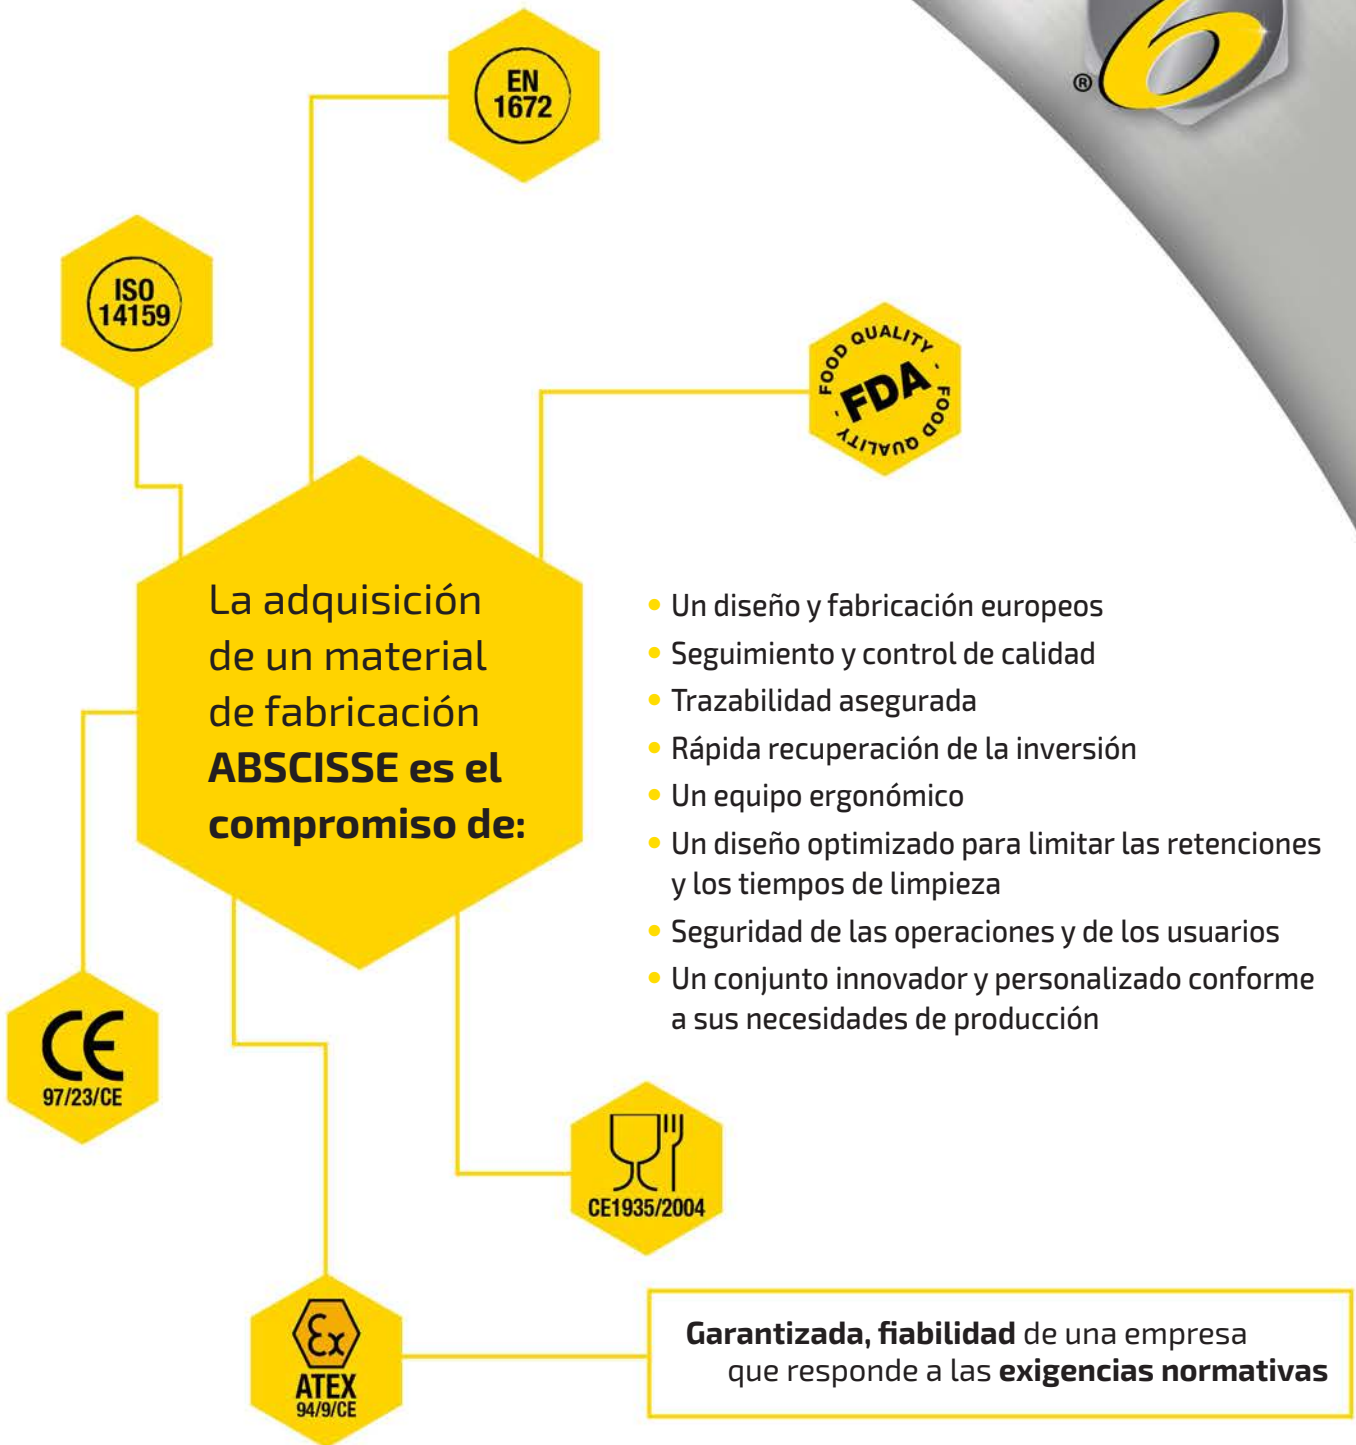 EN
1672
6
®
ISO
14159
FOOD QUALITY - FOOD QUALITY -
FDA
La adquisición
de un material
de fabricación
ABSCISSE es el
compromiso de:
• Un diseño y fabricación europeos
• Seguimiento y control de calidad
• Trazabilidad asegurada
• Rápida recuperación de la inversión
• Un equipo ergonómico
• Un diseño optimizado para limitar las retenciones
y los tiempos de limpieza
• Seguridad de las operaciones y de los usuarios
• Un conjunto innovador y personalizado conforme
a sus necesidades de producción
CE
97/23/CE
CE1935/2004
Ex
ATEX
94/9/CE
Garantizada, fiabilidad de una empresa
que responde a las exigencias normativas